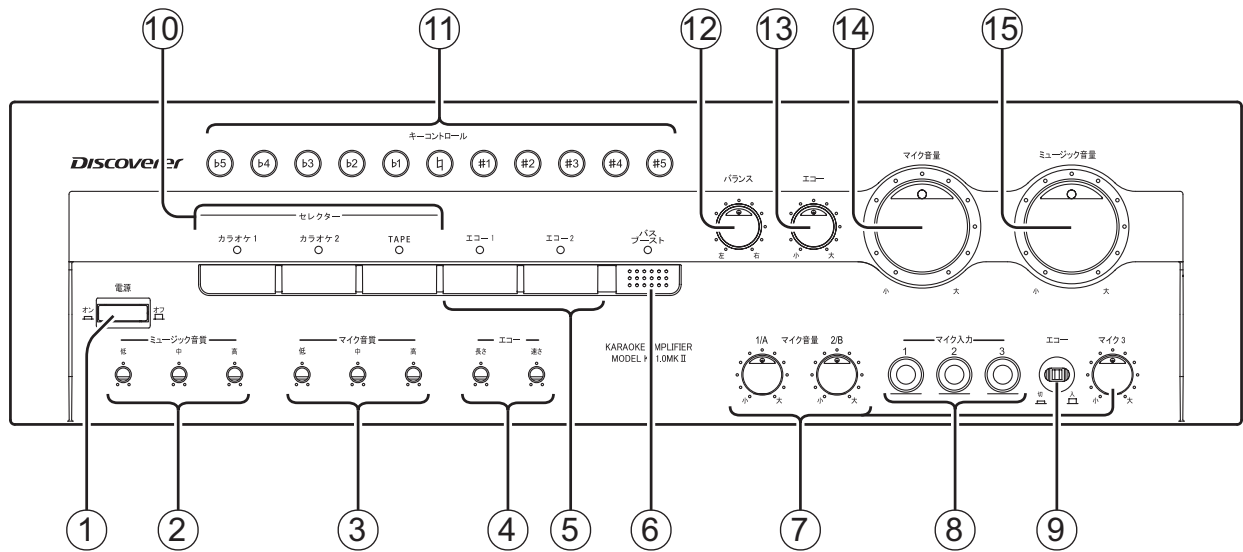 ⑩ ⑪ ⑫ ⑬ ⑭ ⑮
キーコントロール
DISCOVERER
♭5 ♭4 ♭3 ♭2 ♭1 ♮ #1 #2 #3 #4 #5
マイク音量
ミュージック音量
バランス
エコー
左 右
小 大
小 大
小 大
セレクター
カラオケ1
カラオケ2
TAPE
エコー1
エコー2
バス
ブースト
電源
オン
オフ
ミュージック音質
低 中 高
マイク音質
低 中 高
エコー
長さ 速さ
KARAOKE AMPLIFIER
MODEL
1.0MKⅡ
1/A マイク音量 2/B
小 大
小 大
マイク入力
1 2 3
エコー
切 入
マイク3
小 大
① ② ③ ④ ⑤ ⑥ ⑦ ⑧ ⑨